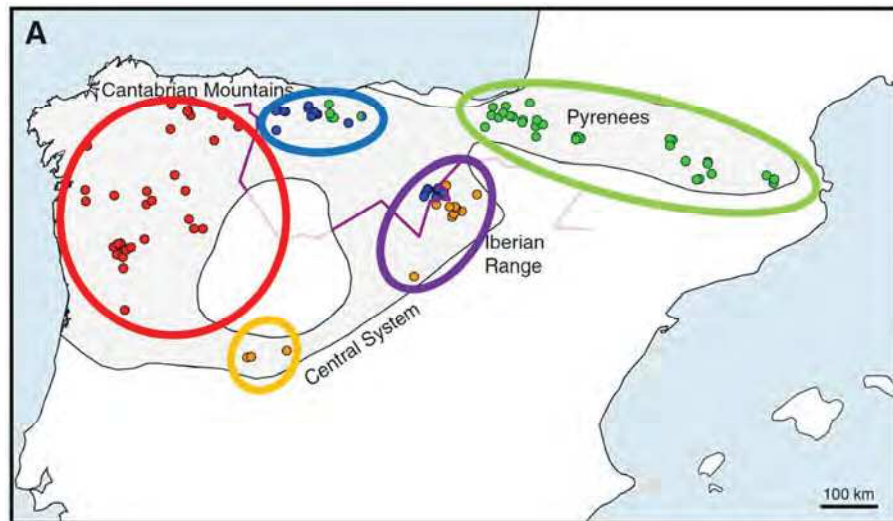 A
Cantabrian Mountains
Pyrenees
Iberian
Range
Central System
100 km